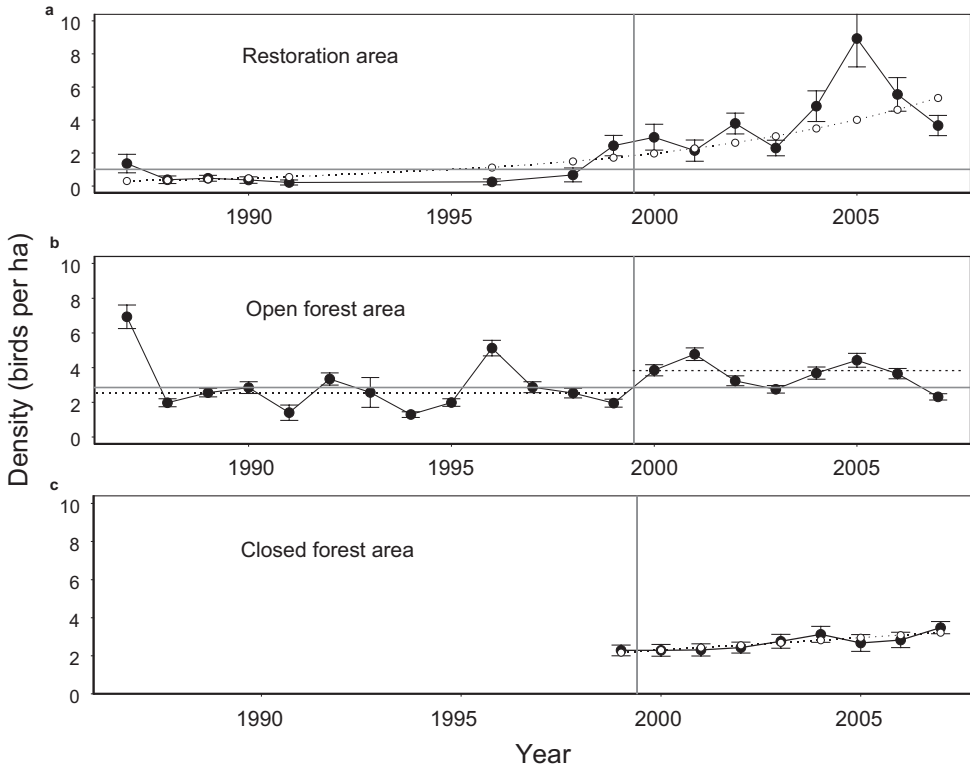 a
Restoration area
10
8
6
4
2
0
1990 1995 2000 2005
b
Open forest area
10
8
6
4
2
0
1990 1995 2000 2005
c
Closed forest area
10
8
6
4
2
0
1990 1995 2000 2005
Density (birds per ha)
Year